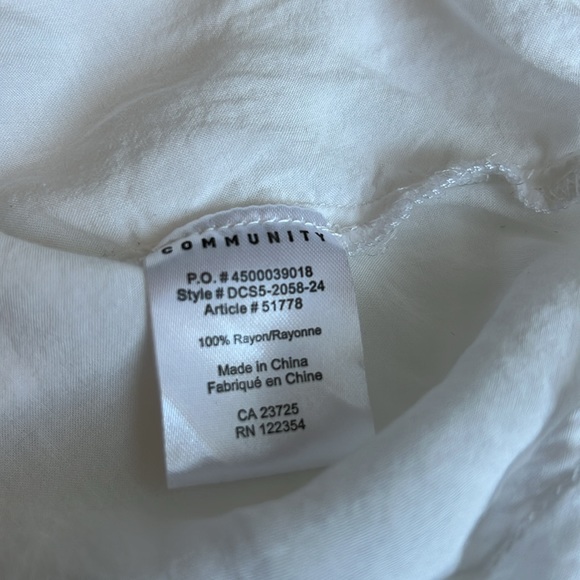 COMMUNITY
P.O. # 4500039018
Style # DCS5-2058-24
Article # 51778
100% Rayon/Rayonne
Made in China
Fabriqué en Chine
CA 23725
RN 122354